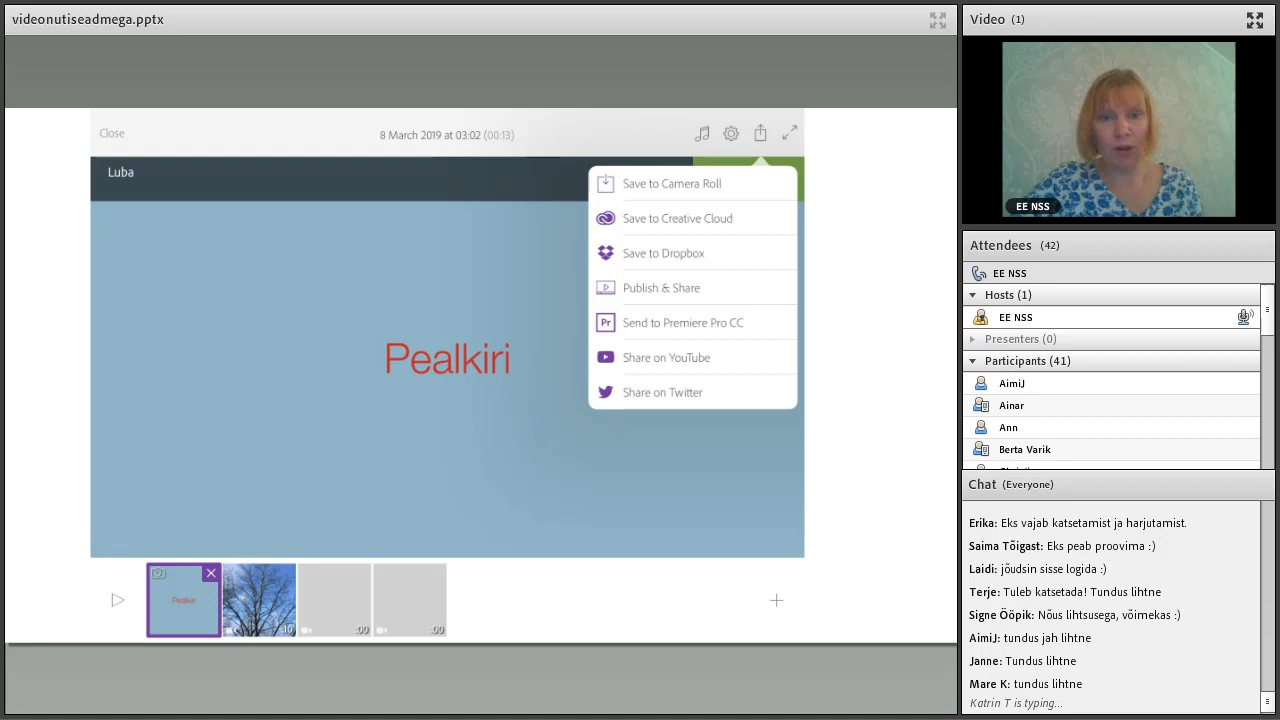 videonutiseadmega.pptx
Close
8 March 2019 at 03:02 (00:13)
Luba
Save to Camera Roll
Save to Creative Cloud
Save to Dropbox
Publish & Share
Pr Send to Premiere Pro CC
Share on YouTube
Share on Twitter
Pealkiri
Pealkiri
:10
:00
:00
Video (1)
EE NSS
Attendees (42)
EE NSS
Hosts (1)
EE NSS
Presenters (0)
Participants (41)
AimiJ
Ainar
Ann
Berta Varik
Chat (Everyone)
Erika: Eks vajab katsetamist ja harjutamist.
Saima Tõigast: Eks peab proovima :)
Laidi: jõudsin sisse logida :)
Terje: Tuleb katsetada! Tundus lihtne
Signe Ööpik: Nõus lihtsusega, võimekas :)
AimiJ: tundus jah lihtne
Janne: Tundus lihtne
Mare K: tundus lihtne
Katrin T is typing...